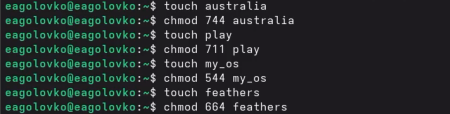 eagolovko@eagolovko:~$ touch australia
eagolovko@eagolovko:~$ chmod 744 australia
eagolovko@eagolovko:~$ touch play
eagolovko@eagolovko:~$ chmod 711 play
eagolovko@eagolovko:~$ touch my_os
eagolovko@eagolovko:~$ chmod 544 my_os
eagolovko@eagolovko:~$ touch feathers
eagolovko@eagolovko:~$ chmod 664 feathers